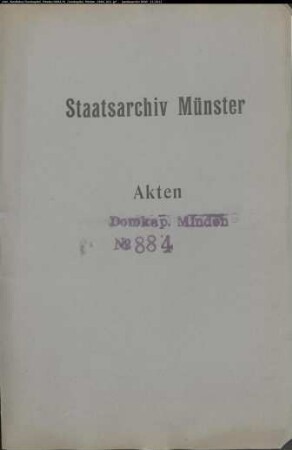 Staatsarchiv Münster
Akten
Domkap. Minden
№ 884